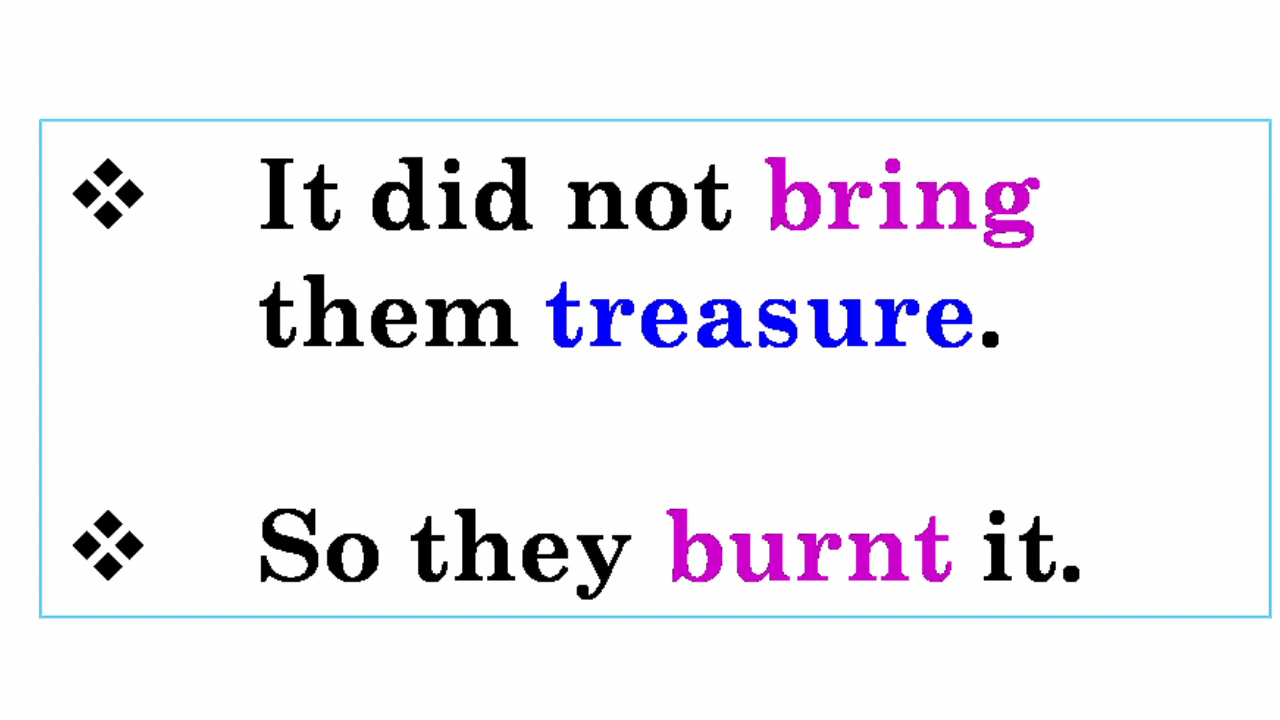 ❖ It did not bring
them treasure.
❖ So they burnt it.